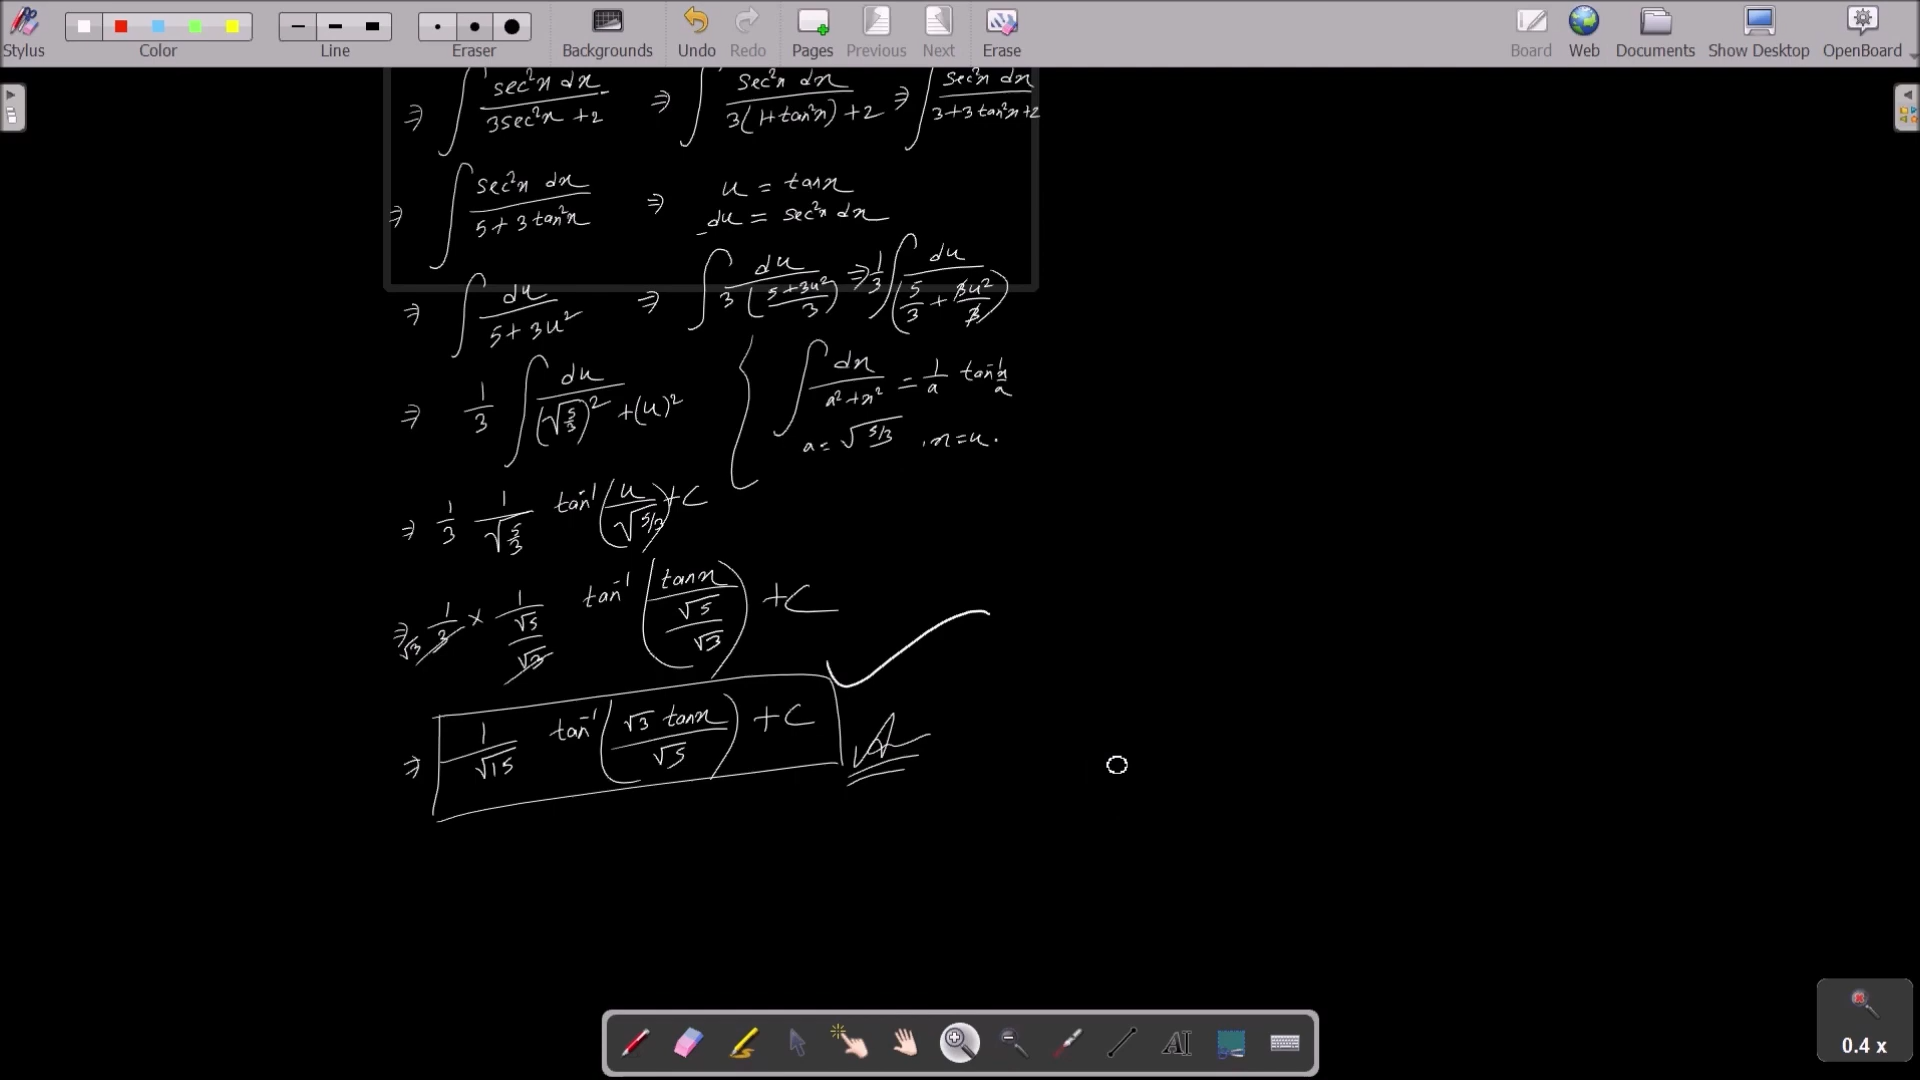 Stylus Color Line Eraser Backgrounds Undo Redo Pages Previous Next Erase Board Web Documents Show Desktop OpenBoard
⇒ ∫ sec²x dx / 3sec²x + 2 ⇒ ∫ sec²x dx / 3(1+tan²x) + 2 ⇒ ∫ sec²x dx / 3+3tan²x+2
⇒ ∫ sec²x dx / 5 + 3tan²x ⇒ u = tanx
du = sec²x dx
⇒ ∫ du / 5 + 3u² ⇒ ∫ du / 3 (5+3u² / 3) ⇒ 1/3 ∫ du / (5/3 + 3u²/3)
⇒ 1/3 ∫ du / (√5/3)² + (u)² { ∫ dx / a² + x² = 1/a tan⁻¹ x/a
a = √5/3 , x = u .
⇒ 1/3 1/√5/3 tan⁻¹ (u / √5/3) + C
⇒ √3 1/3 × 1 / √5/√3 tan⁻¹ (tanx / √5/√3) + C
⇒ 1/√15 tan⁻¹ (√3 tanx / √5) + C
AI
0.4 x